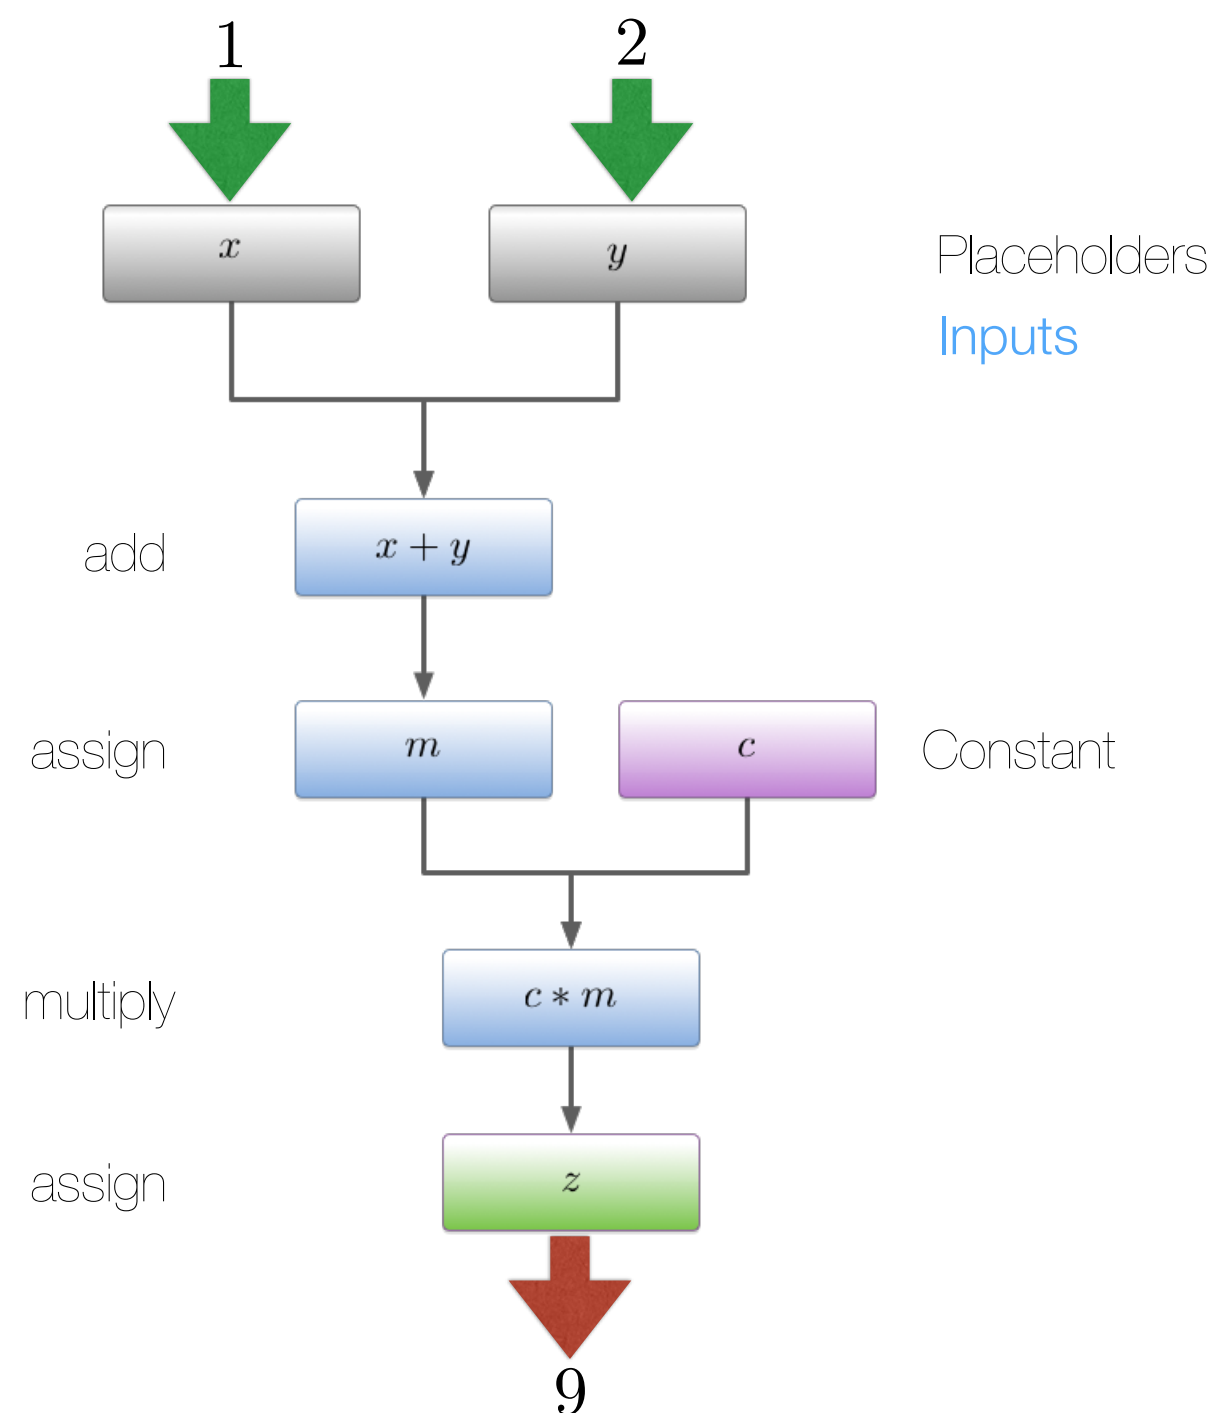 1
2
x
y
Placeholders
Inputs
add
x + y
assign
m
c
Constant
multiply
c * m
assign
z
9